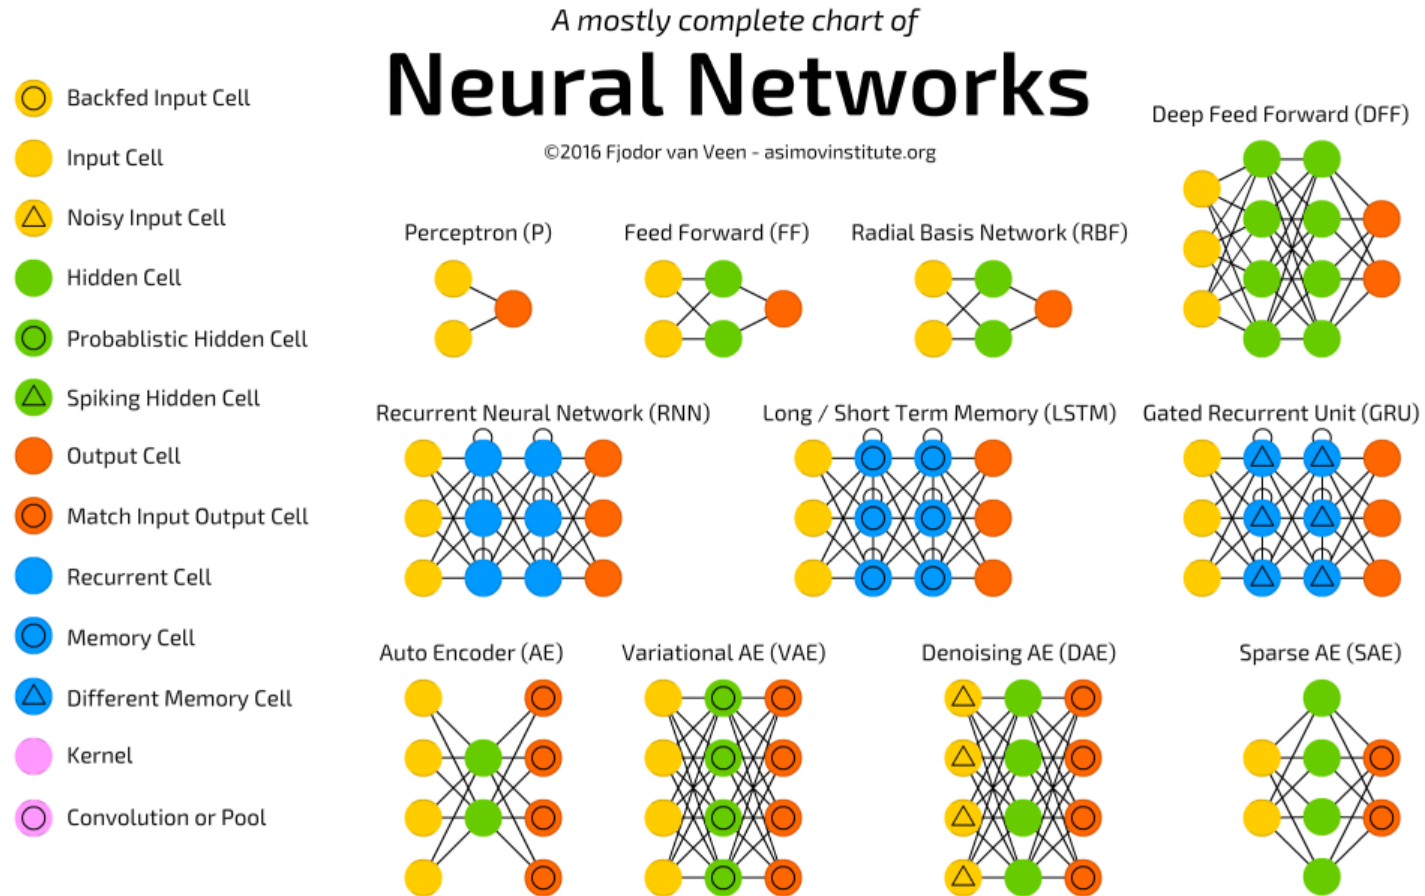 A mostly complete chart of
Neural Networks
©2016 Fjodor van Veen - asimovinstitute.org
Backfed Input Cell
Input Cell
Noisy Input Cell
Hidden Cell
Probablistic Hidden Cell
Spiking Hidden Cell
Output Cell
Match Input Output Cell
Recurrent Cell
Memory Cell
Different Memory Cell
Kernel
Convolution or Pool
Deep Feed Forward (DFF)
Perceptron (P)
Feed Forward (FF)
Radial Basis Network (RBF)
Recurrent Neural Network (RNN)
Long / Short Term Memory (LSTM)
Gated Recurrent Unit (GRU)
Auto Encoder (AE)
Variational AE (VAE)
Denoising AE (DAE)
Sparse AE (SAE)